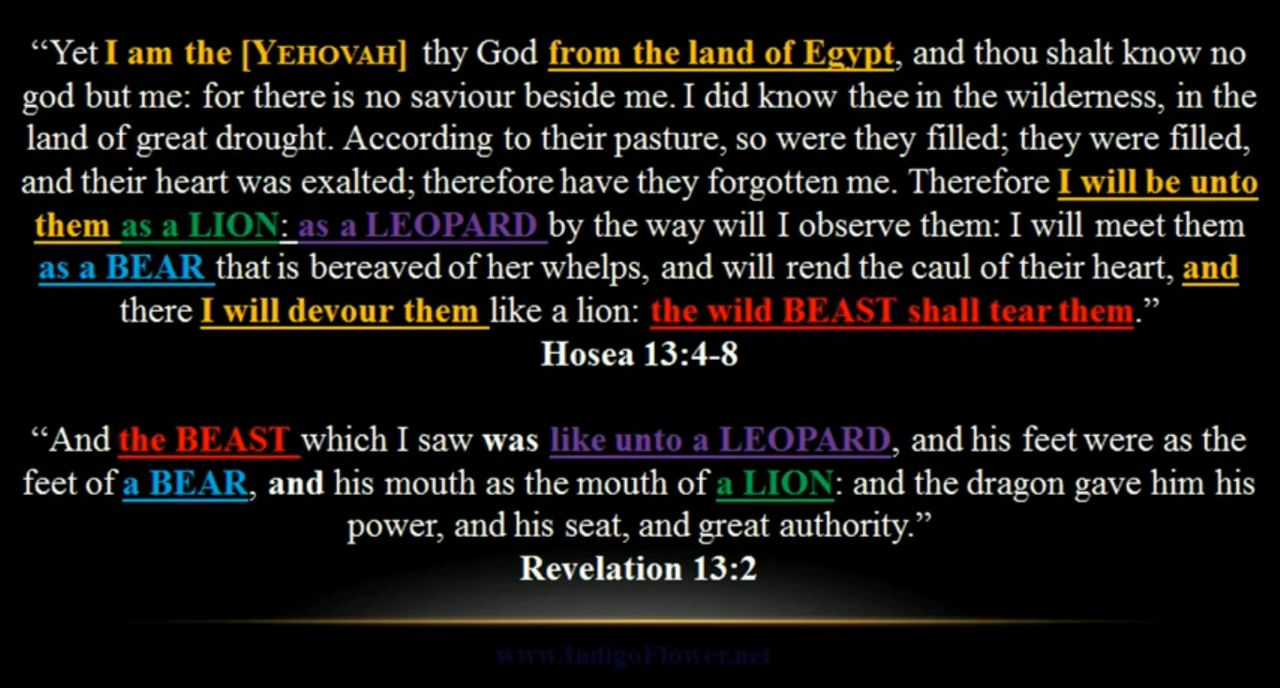 “Yet I am the [YEHOVAH] thy God from the land of Egypt, and thou shalt know no
god but me: for there is no saviour beside me. I did know thee in the wilderness, in the
land of great drought. According to their pasture, so were they filled; they were filled,
and their heart was exalted; therefore have they forgotten me. Therefore I will be unto
them as a LION: as a LEOPARD by the way will I observe them: I will meet them
as a BEAR that is bereaved of her whelps, and will rend the caul of their heart, and
there I will devour them like a lion: the wild BEAST shall tear them.”
Hosea 13:4-8
“And the BEAST which I saw was like unto a LEOPARD, and his feet were as the
feet of a BEAR, and his mouth as the mouth of a LION: and the dragon gave him his
power, and his seat, and great authority.”
Revelation 13:2
www.IndigoFlower.net